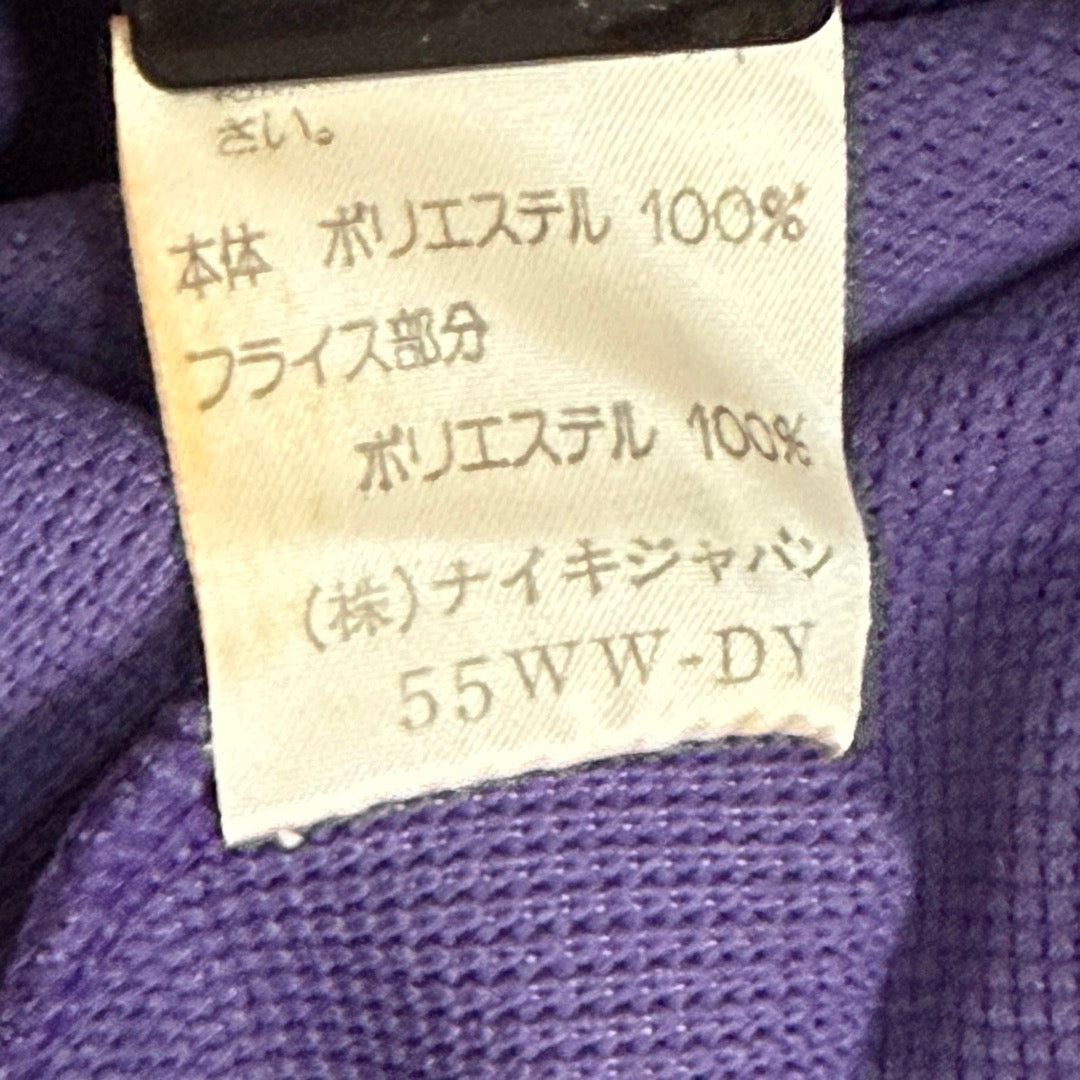 さい。
本体 ポリエステル 100%
フライス部分
ポリエステル 100%
(株)ナイキジャパン
55WW-DY